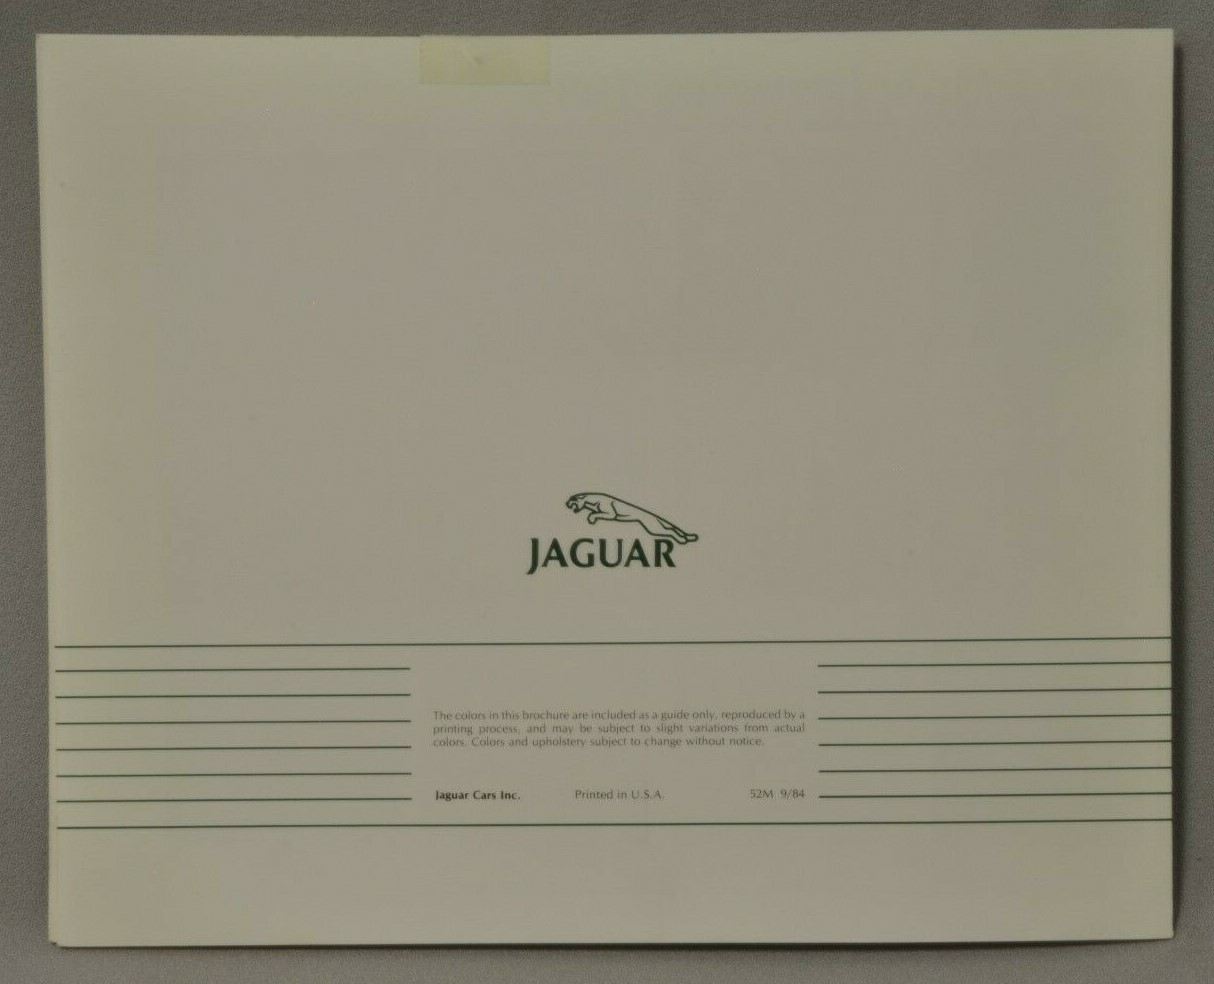 JAGUAR
The colors in this brochure are included as a guide only, reproduced by a
printing process, and may be subject to slight variations from actual
colors. Colors and upholstery subject to change without notice.
Jaguar Cars Inc. Printed in U.S.A. 52M 9/84